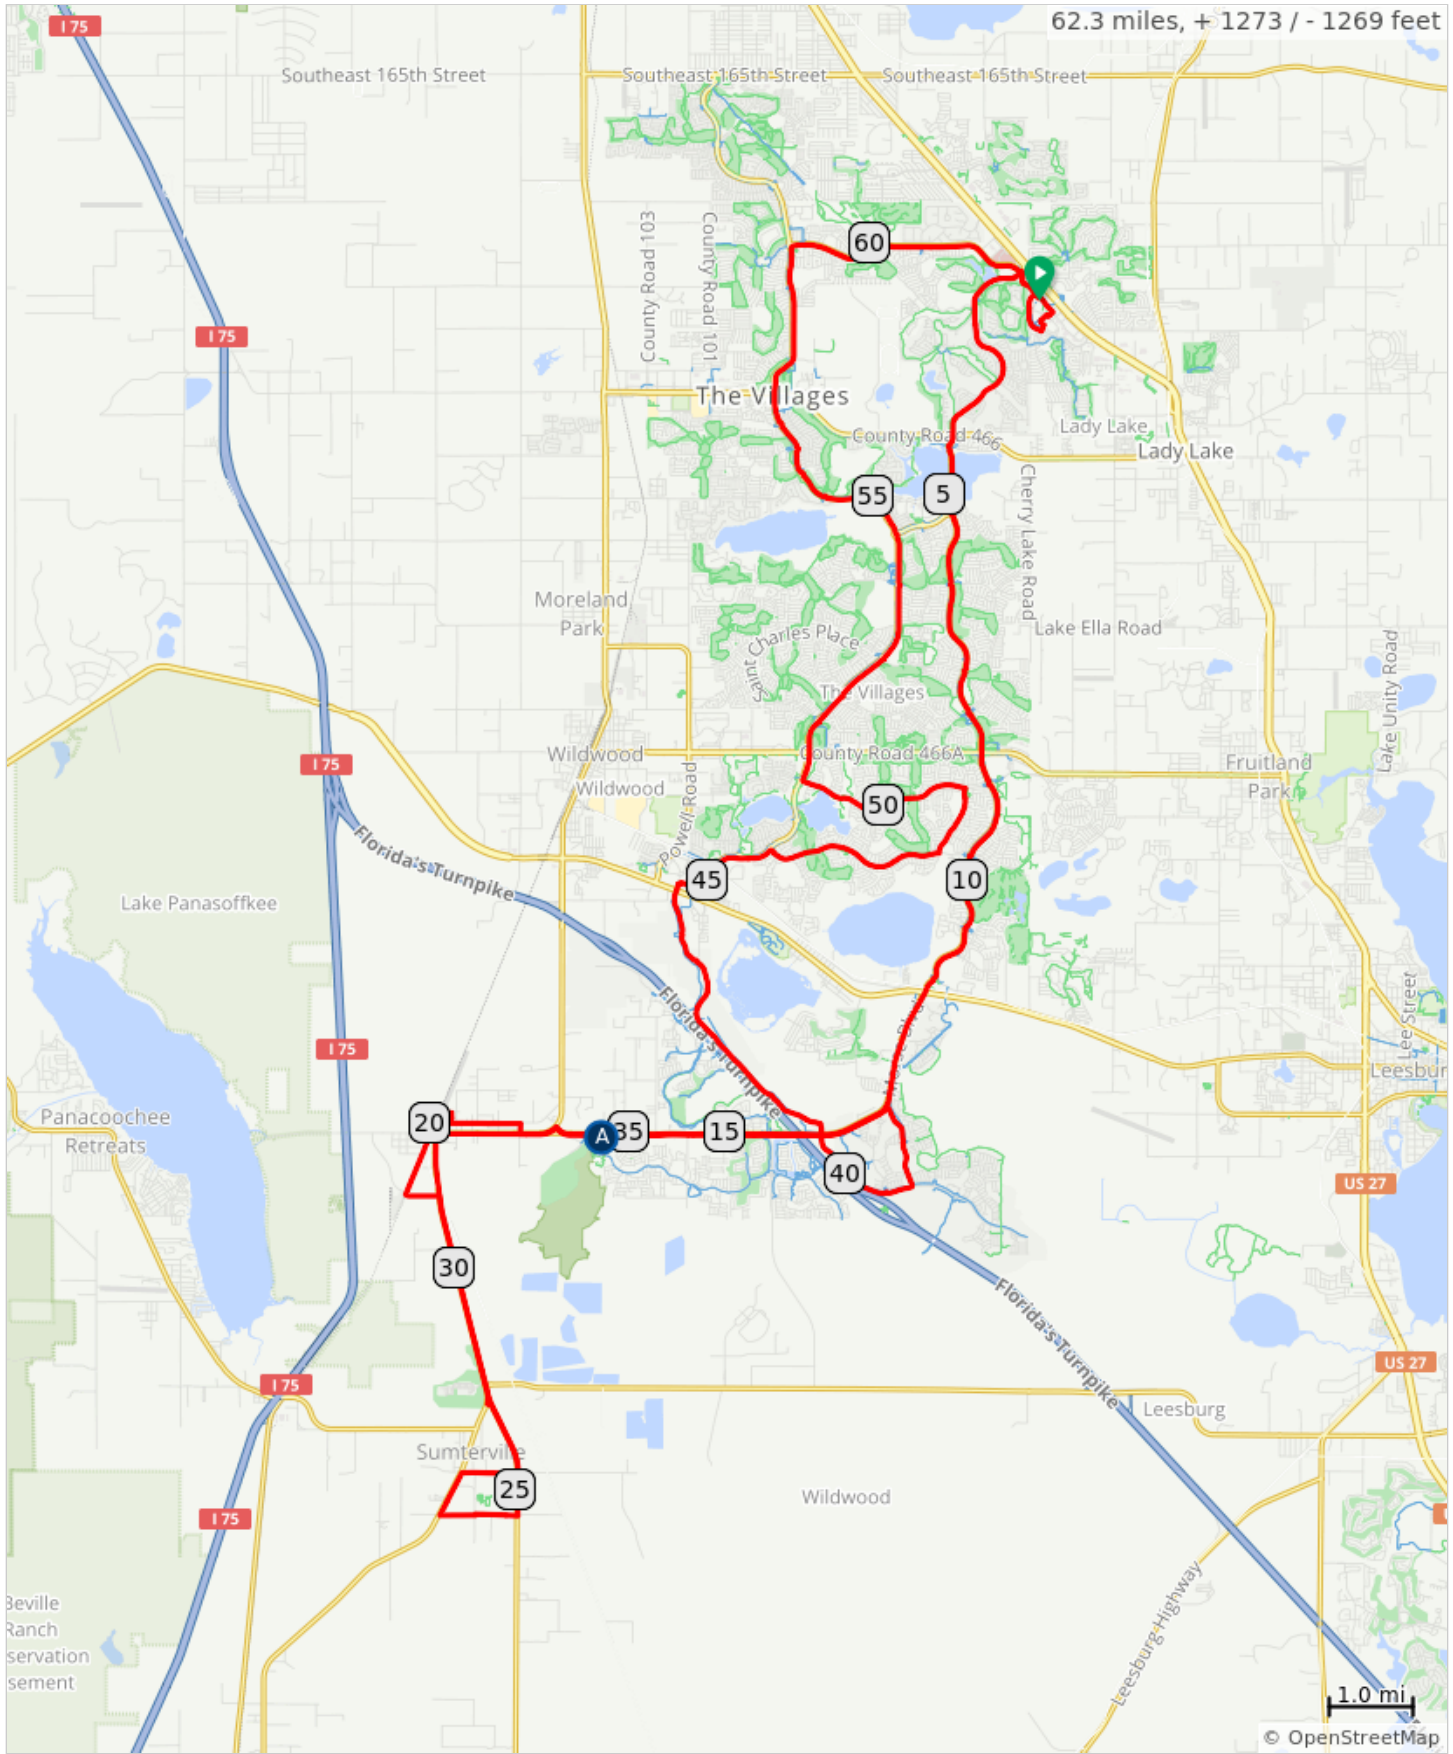 62.3 miles, + 1273 / - 1269 feet
I 75
Southeast 165th Street
Southeast 165th Street
Southeast 165th Street
County Road 103
County Road 101
60
I 75
The Villages
County Road 466
Lady Lake
Lady Lake
Cherry Lake Road
55
5
Moreland
Park
Saint Charles Place
Lake Ella Road
Lake Unity Road
The Villages
County Road 466A
Wildwood
Wildwood
I 75
Fruitland
Park
Powell Road
50
Florida's Turnpike
45
10
Lake Panasoffkee
Florida's Turnpike
Lee Street
I 75
Leesbur
Panacoochee
Retreats
20
A
35
15
40
US 27
30
Florida's Turnpike
I 75
US 27
Leesburg
Sumterville
25
Wildwood
I 75
Leesburg Highway
Beville
Ranch
servation
sement
1.0 mi
© OpenStreetMap